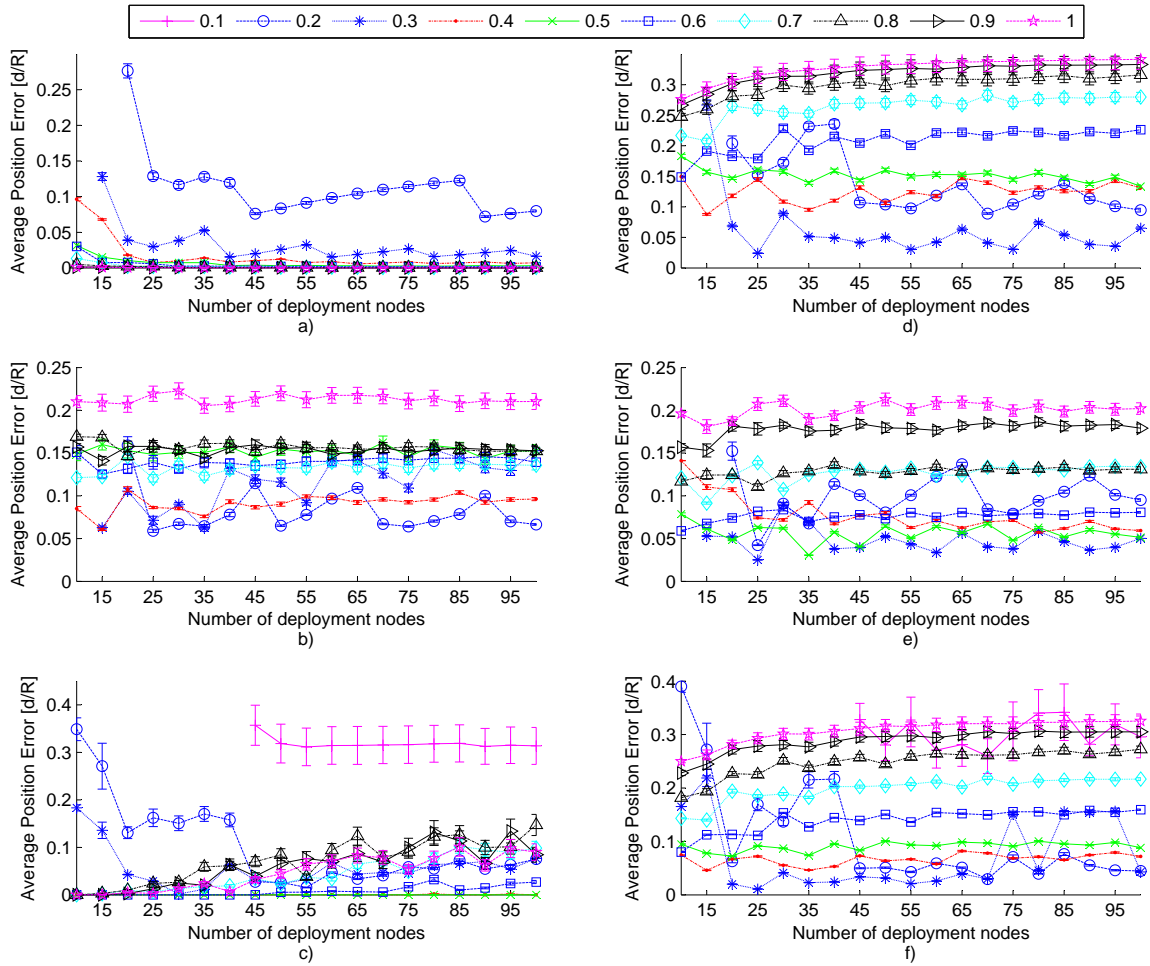 0.1 0.2 0.3 0.4 0.5 0.6 0.7 0.8 0.9 1
Average Position Error [d/R]
0.25
0.2
0.15
0.1
0.05
0
15 25 35 45 55 65 75 85 95
Number of deployment nodes
a)
Average Position Error [d/R]
0.3
0.25
0.2
0.15
0.1
0.05
0
15 25 35 45 55 65 75 85 95
Number of deployment nodes
d)
Average Position Error [d/R]
0.25
0.2
0.15
0.1
0.05
0
15 25 35 45 55 65 75 85 95
Number of deployment nodes
b)
Average Position Error [d/R]
0.25
0.2
0.15
0.1
0.05
0
15 25 35 45 55 65 75 85 95
Number of deployment nodes
e)
Average Position Error [d/R]
0.4
0.3
0.2
0.1
0
15 25 35 45 55 65 75 85 95
Number of deployment nodes
c)
Average Position Error [d/R]
0.4
0.3
0.2
0.1
0
15 25 35 45 55 65 75 85 95
Number of deployment nodes
f)